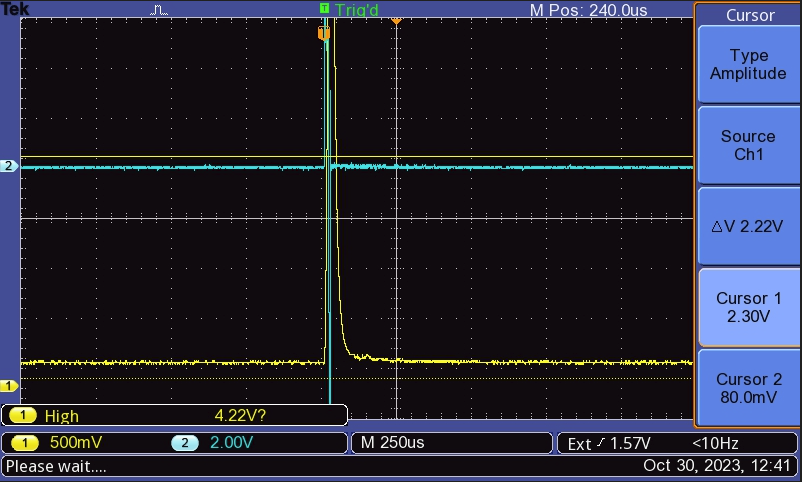 Tek
T Trig'd
M Pos: 240.0us
Cursor
1
Type
Amplitude
Source
Ch1
2
△V 2.22V
Cursor 1
2.30V
Cursor 2
80.0mV
1
1 High 4.22V?
1 500mV 2 2.00V M 250us Ext 1.57V <10Hz
Please wait.... Oct 30, 2023, 12:41